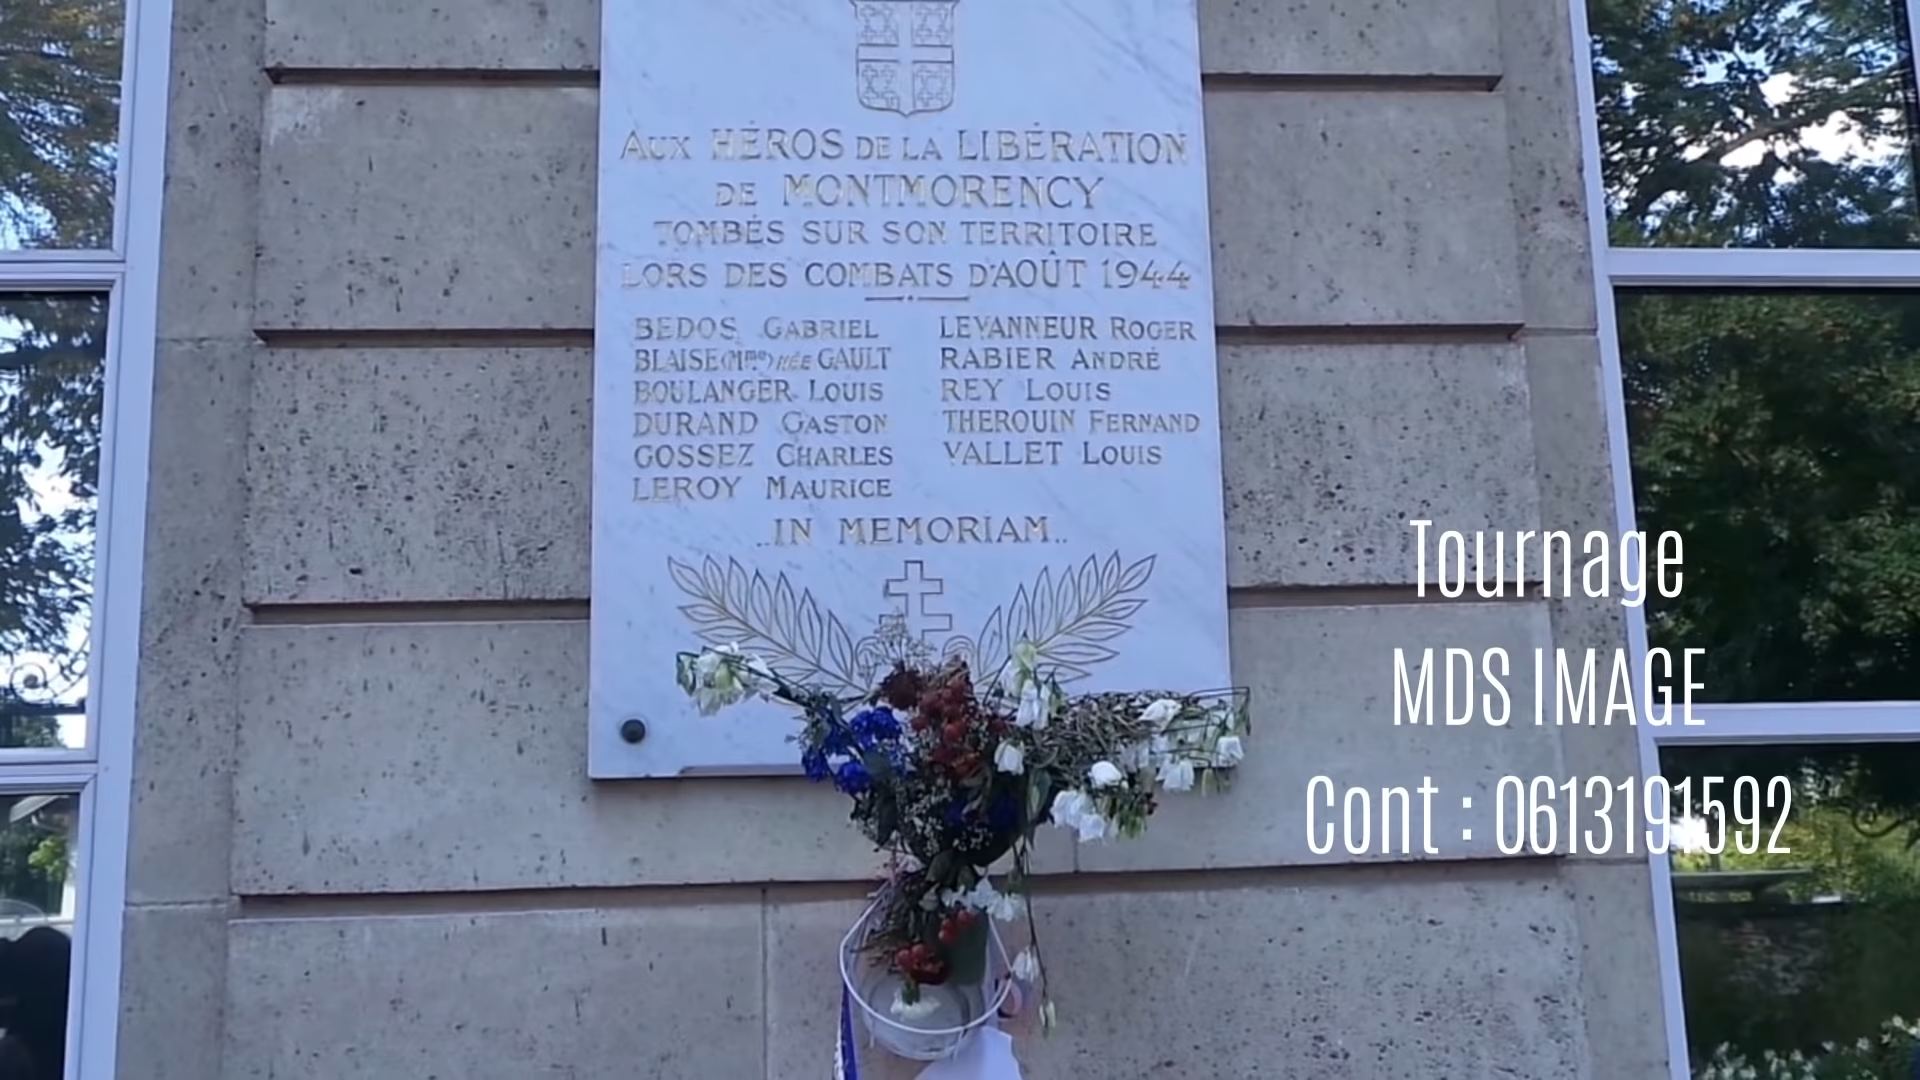 AUX HÉROS DE LA LIBÉRATION
DE MONTMORENCY
TOMBÉS SUR SON TERRITOIRE
LORS DES COMBATS D'AOÛT 1944
BEDOS GABRIEL
BLAISE (Mme) NÉE GAULT
BOULANGER LOUIS
DURAND GASTON
GOSSEZ CHARLES
LEROY MAURICE
LEVANNEUR ROGER
RABIER ANDRÉ
REY LOUIS
THEROUIN FERNAND
VALLET LOUIS
..IN MEMORIAM..
Tournage
MDS IMAGE
Cont : 0613191592